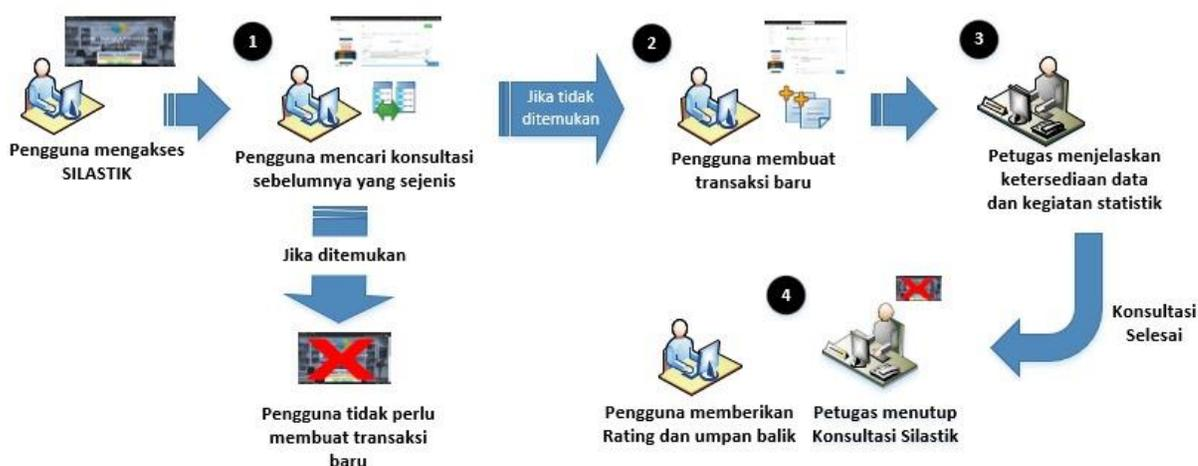 Pengguna mengakses
SILASTIK
1
Pengguna mencari konsultasi
sebelumnya yang sejenis
Jika tidak
ditemukan
2
Pengguna membuat
transaksi baru
3
Petugas menjelaskan
ketersediaan data
dan kegiatan statistik
Jika ditemukan
Pengguna tidak perlu
membuat transaksi
baru
Konsultasi
Selesai
4
Pengguna memberikan
Rating dan umpan balik
Petugas menutup
Konsultasi Silastik